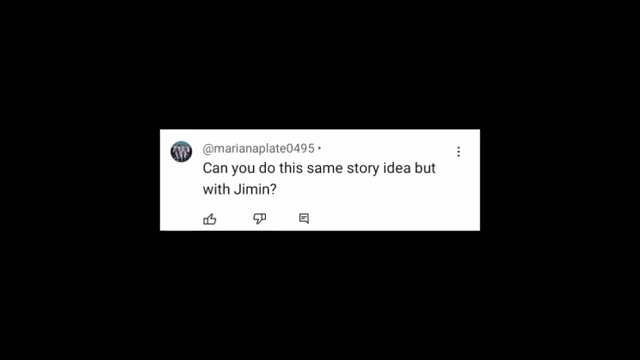 @marianaplate0495 •
Can you do this same story idea but
with Jimin?